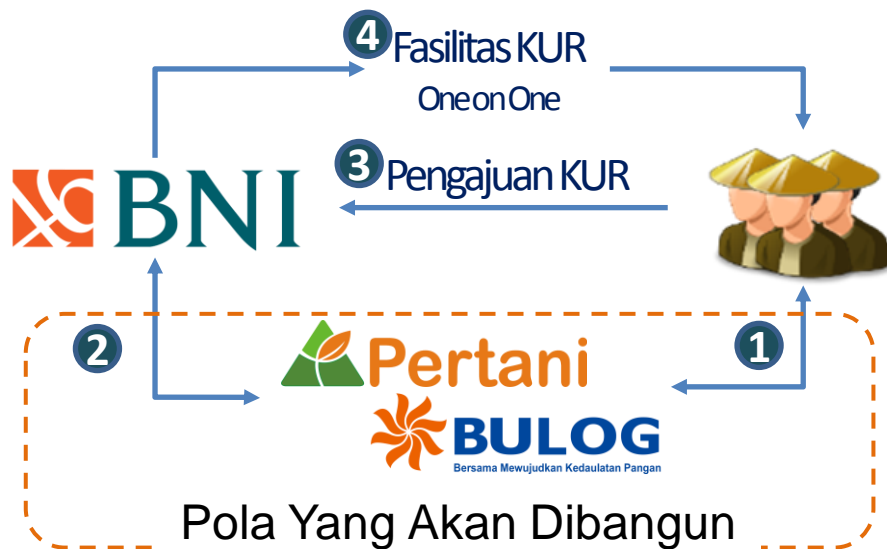 4 Fasilitas KUR
One on One
3 Pengajuan KUR
BNI
2
1
Pertani
BULOG
Bersama Mewujudkan Kedaulatan Pangan
Pola Yang Akan Dibangun